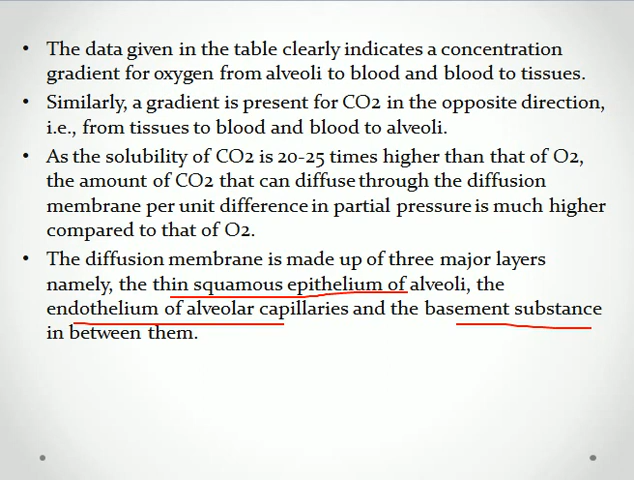 • The data given in the table clearly indicates a concentration
gradient for oxygen from alveoli to blood and blood to tissues.
• Similarly, a gradient is present for CO2 in the opposite direction,
i.e., from tissues to blood and blood to alveoli.
• As the solubility of CO2 is 20-25 times higher than that of O2,
the amount of CO2 that can diffuse through the diffusion
membrane per unit difference in partial pressure is much higher
compared to that of O2.
• The diffusion membrane is made up of three major layers
namely, the thin squamous epithelium of alveoli, the
endothelium of alveolar capillaries and the basement substance
in between them.